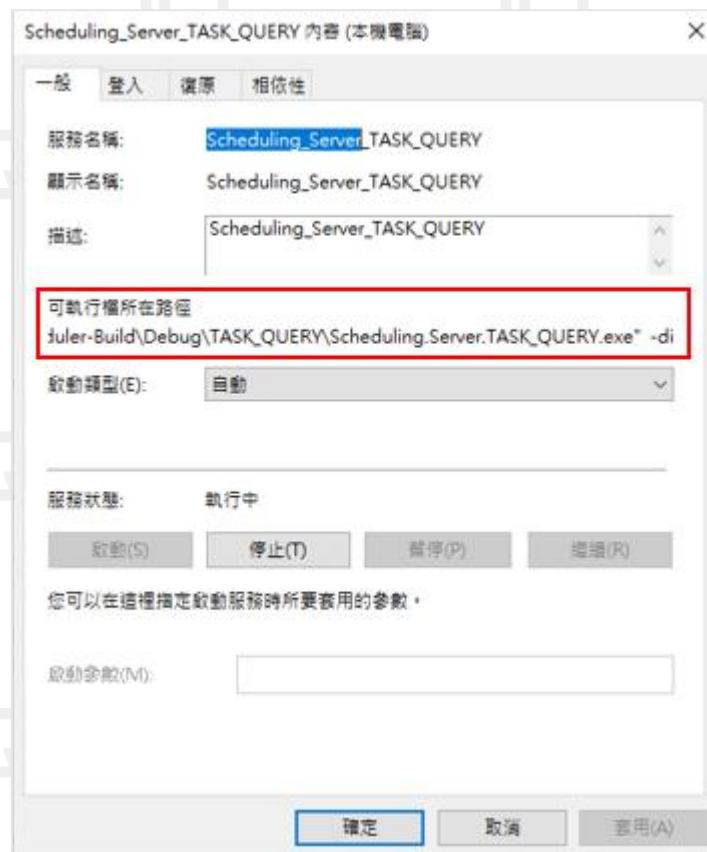 Scheduling_Server_TASK_QUERY 內容 (本機電腦)
一般 登入 復原 相依性
服務名稱: Scheduling_Server_TASK_QUERY
顯示名稱: Scheduling_Server_TASK_QUERY
描述: Scheduling_Server_TASK_QUERY
可執行檔所在路徑
duler-Build\Debug\TASK_QUERY\Scheduling.Server.TASK_QUERY.exe" -di
啟動類型(E): 自動
服務狀態: 執行中
啟動(S) 停止(T) 暫停(P) 繼續(R)
您可以在這裡指定啟動服務時所要套用的參數。
啟動參數(M):
確定 取消 套用(A)